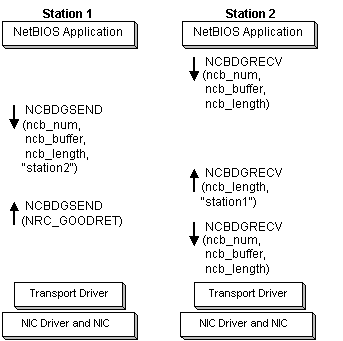 Station 1
NetBIOS Application
NCBDGSEND
(ncb_num,
ncb_buffer,
ncb_length,
"station2")
NCBDGSEND
(NRC_GOODRET)
Transport Driver
NIC Driver and NIC
Station 2
NetBIOS Application
NCBDGRECV
(ncb_num,
ncb_buffer,
ncb_length)
NCBDGRECV
(ncb_length,
"station1")
NCBDGRECV
(ncb_num,
ncb_buffer,
ncb_length)
Transport Driver
NIC Driver and NIC